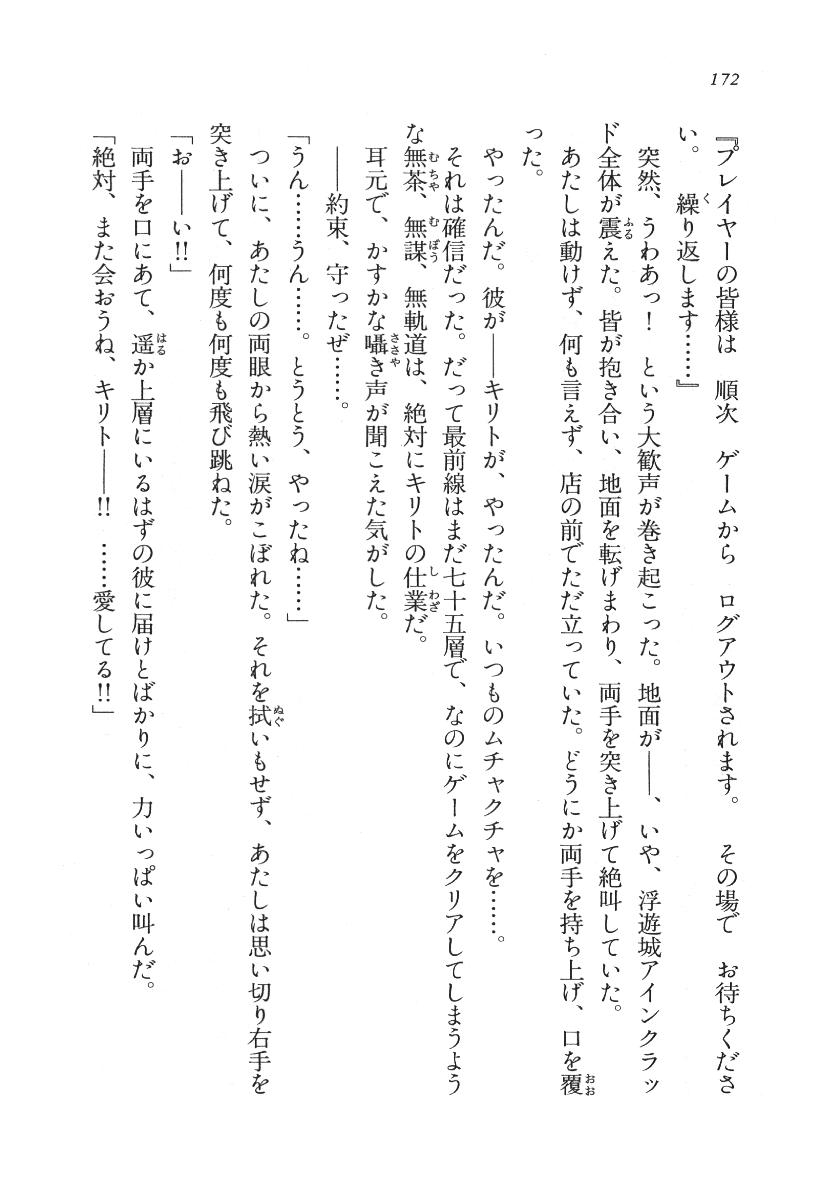 172
『プレイヤーの皆様は　順次　ゲームから　ログアウトされます。　その場で　お待ちくださ
い。　繰り返します……』
　突然、うわあっ！　という大歓声が巻き起こった。地面が――、いや、浮遊城アインクラッ
ド全体が震えた。皆が抱き合い、地面を転げまわり、両手を突き上げて絶叫していた。
　あたしは動けず、何も言えず、店の前でただ立っていた。どうにか両手を持ち上げ、口を覆
った。
　やったんだ。彼が――キリトが、やったんだ。いつものムチャクチャを……。
　それは確信だった。だって最前線はまだ七十五層で、なのにゲームをクリアしてしまうよう
な無茶、無謀、無軌道は、絶対にキリトの仕業だ。
　耳元で、かすかな囁き声が聞こえた気がした。
　――約束、守ったぜ……。
「うん……うん……。とうとう、やったね……」
　ついに、あたしの両眼から熱い涙がこぼれた。それを拭いもせず、あたしは思い切り右手を
突き上げて、何度も何度も飛び跳ねた。
「お――い!!」
　両手を口にあて、遥か上層にいるはずの彼に届けとばかりに、力いっぱい叫んだ。
「絶対、また会おうね、キリト――!!　……愛してる!!」